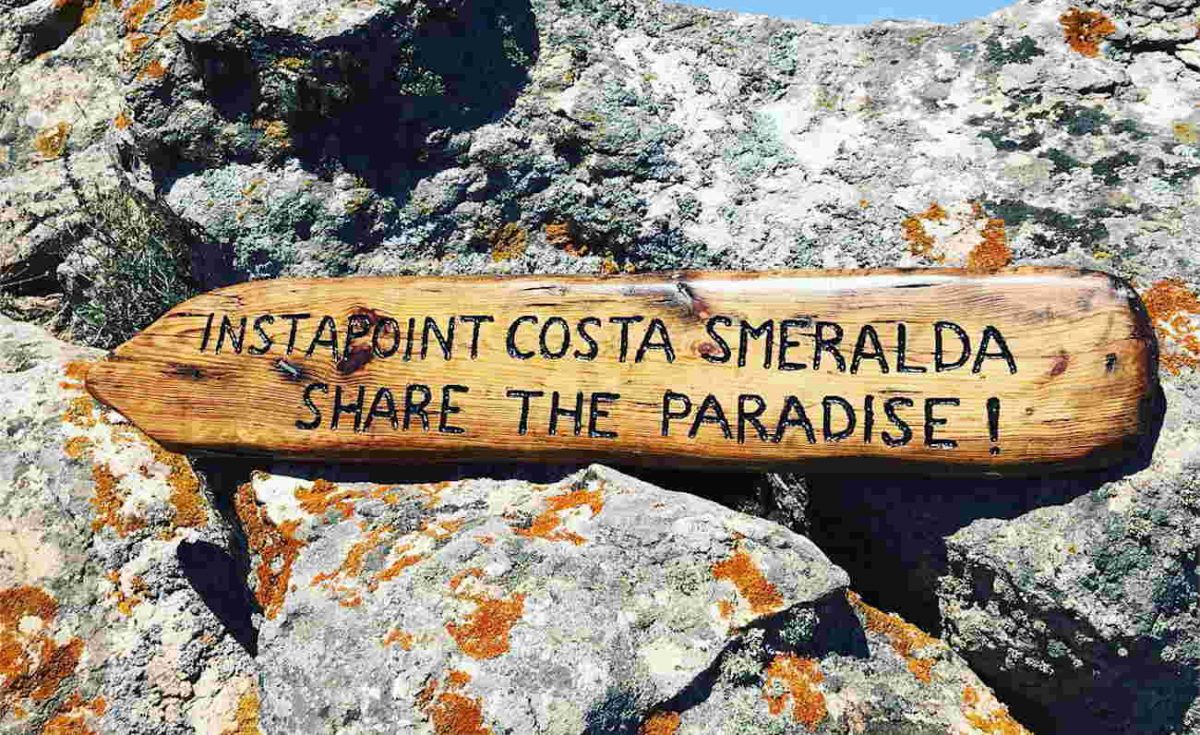 INSTAPOINT COSTA SMERALDA
SHARE THE PARADISE!